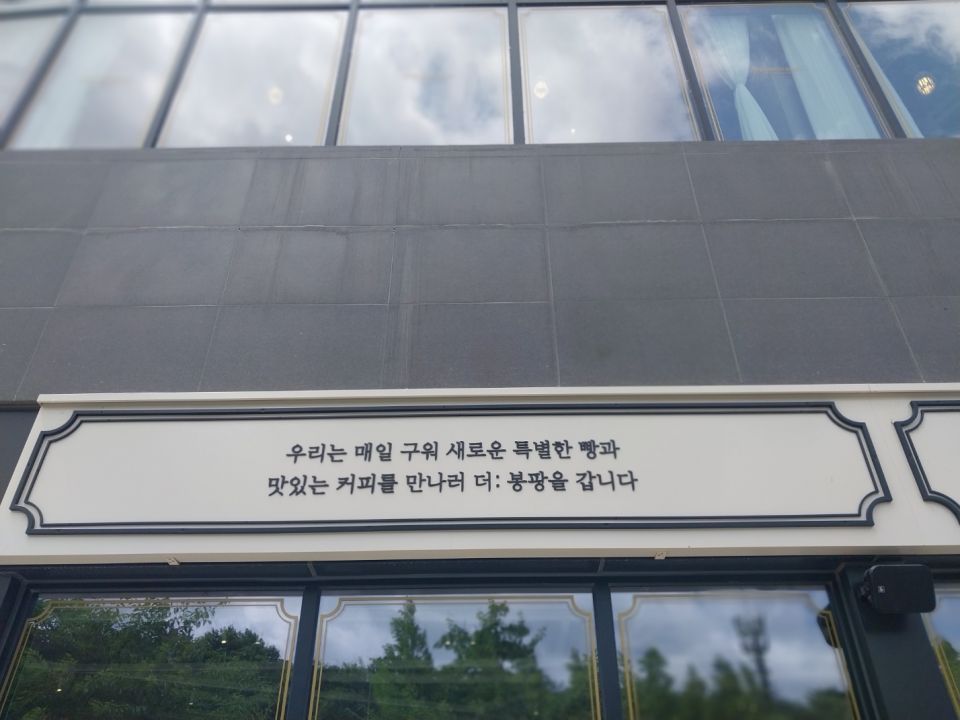 우리는 매일 구워 새로운 특별한 빵과
맛있는 커피를 만나러 더: 봉팡을 갑니다